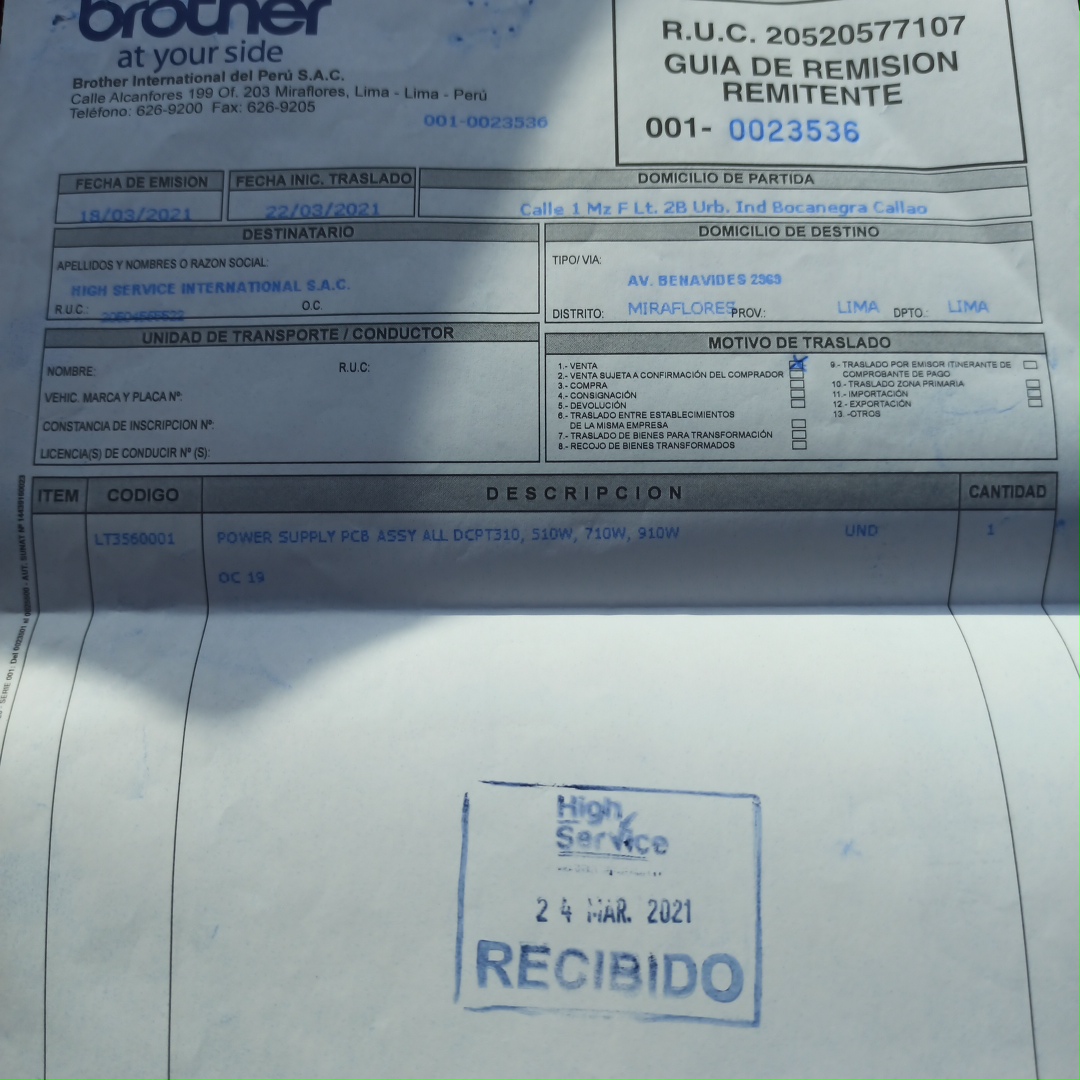 brother
at your side
Brother International del Perú S.A.C.
Calle Alcanfores 199 Of. 203 Miraflores, Lima - Lima - Perú
Teléfono: 626-9200 Fax: 626-9205
001-0023536
R.U.C. 20520577107
GUIA DE REMISION
REMITENTE
001- 0023536
FECHA DE EMISION
18/03/2021
FECHA INIC. TRASLADO
22/03/2021
DOMICILIO DE PARTIDA
Calle 1 Mz F Lt. 2B Urb. Ind Bocanegra Callao
DESTINATARIO
APELLIDOS Y NOMBRES O RAZON SOCIAL:
HIGH SERVICE INTERNATIONAL S.A.C.
R.U.C.: O.C.
DOMICILIO DE DESTINO
TIPO/ VIA:
AV. BENAVIDES 2969
DISTRITO: MIRAFLORES PROV.: LIMA DPTO.: LIMA
UNIDAD DE TRANSPORTE / CONDUCTOR
NOMBRE: R.U.C:
VEHIC. MARCA Y PLACA Nº:
CONSTANCIA DE INSCRIPCION Nº:
LICENCIA(S) DE CONDUCIR Nº (S):
MOTIVO DE TRASLADO
1.- VENTA
2.- VENTA SUJETA A CONFIRMACIÓN DEL COMPRADOR
3.- COMPRA
4.- CONSIGNACIÓN
5.- DEVOLUCIÓN
6.- TRASLADO ENTRE ESTABLECIMIENTOS
DE LA MISMA EMPRESA
7.- TRASLADO DE BIENES PARA TRANSFORMACIÓN
8.- RECOJO DE BIENES TRANSFORMADOS
9.- TRASLADO POR EMISOR ITINERANTE DE
COMPROBANTE DE PAGO
10.- TRASLADO ZONA PRIMARIA
11.- IMPORTACIÓN
12.- EXPORTACIÓN
13. -OTROS
ITEM CODIGO DESCRIPCION CANTIDAD
LT3560001 POWER SUPPLY PCB ASSY ALL DCPT310, 510W, 710W, 910W UND 1
OC 19
High
Service
24 MAR. 2021
RECIBIDO